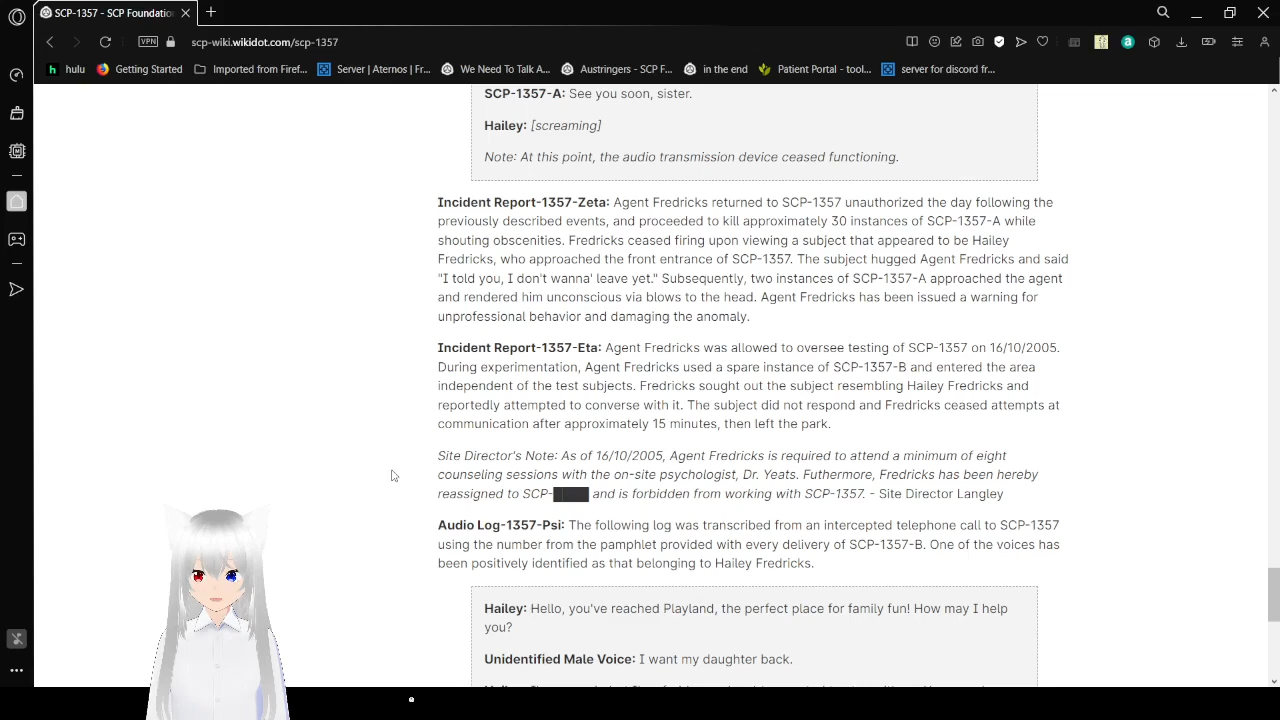 SCP-1357 - SCP Foundatio
scp-wiki.wikidot.com/scp-1357
VPN
hulu
Getting Started
Imported from Firef...
Server | Aternos | Fr...
We Need To Talk A...
Austringers - SCP F...
in the end
Patient Portal - tool...
server for discord fr...
SCP-1357-A: See you soon, sister.
Hailey: [screaming]
Note: At this point, the audio transmission device ceased functioning.
Incident Report-1357-Zeta: Agent Fredricks returned to SCP-1357 unauthorized the day following the
previously described events, and proceeded to kill approximately 30 instances of SCP-1357-A while
shouting obscenities. Fredricks ceased firing upon viewing a subject that appeared to be Hailey
Fredricks, who approached the front entrance of SCP-1357. The subject hugged Agent Fredricks and said
"I told you, I don't wanna' leave yet." Subsequently, two instances of SCP-1357-A approached the agent
and rendered him unconscious via blows to the head. Agent Fredricks has been issued a warning for
unprofessional behavior and damaging the anomaly.
Incident Report-1357-Eta: Agent Fredricks was allowed to oversee testing of SCP-1357 on 16/10/2005.
During experimentation, Agent Fredricks used a spare instance of SCP-1357-B and entered the area
independent of the test subjects. Fredricks sought out the subject resembling Hailey Fredricks and
reportedly attempted to converse with it. The subject did not respond and Fredricks ceased attempts at
communication after approximately 15 minutes, then left the park.
Site Director's Note: As of 16/10/2005, Agent Fredricks is required to attend a minimum of eight
counseling sessions with the on-site psychologist, Dr. Yeats. Futhermore, Fredricks has been hereby
reassigned to SCP-████ and is forbidden from working with SCP-1357. - Site Director Langley
Audio Log-1357-Psi: The following log was transcribed from an intercepted telephone call to SCP-1357
using the number from the pamphlet provided with every delivery of SCP-1357-B. One of the voices has
been positively identified as that belonging to Hailey Fredricks.
Hailey: Hello, you've reached Playland, the perfect place for family fun! How may I help
you?
Unidentified Male Voice: I want my daughter back.